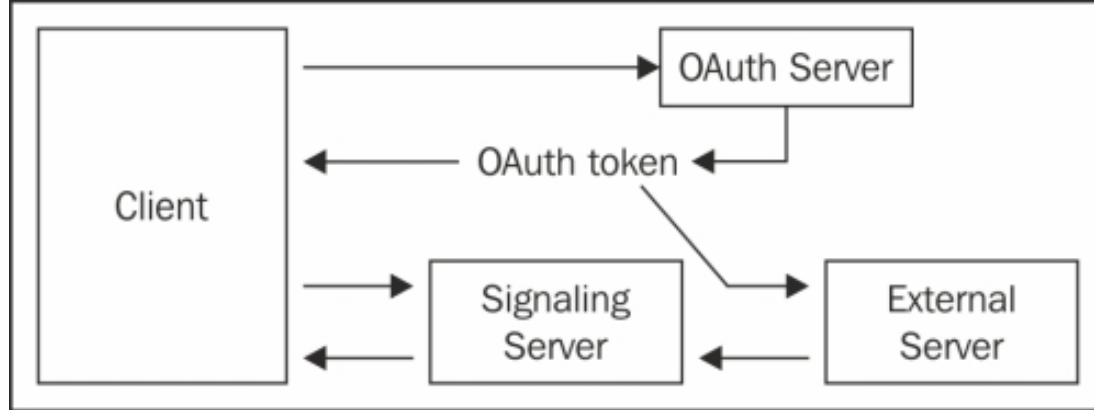 OAuth Server
OAuth token
Client
Signaling
Server
External
Server